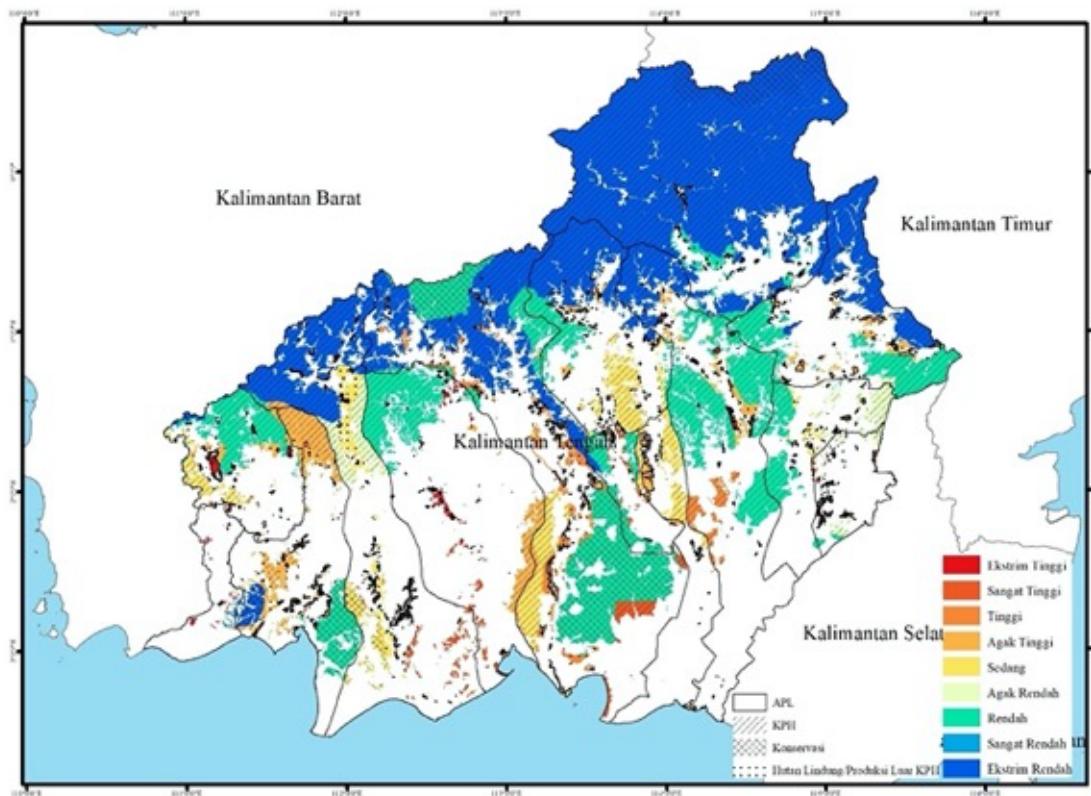 Kalimantan Barat
Kalimantan Timur
Kalimantan Tengah
Kalimantan Selat
Ekstrim Tinggi
Sangat Tinggi
Tinggi
Agak Tinggi
Sedang
Agak Rendah
Rendah
Sangat Rendah
Ekstrim Rendah
APL
KPH
Konservasi
Hutan Lindung/Produksi Luar KPH